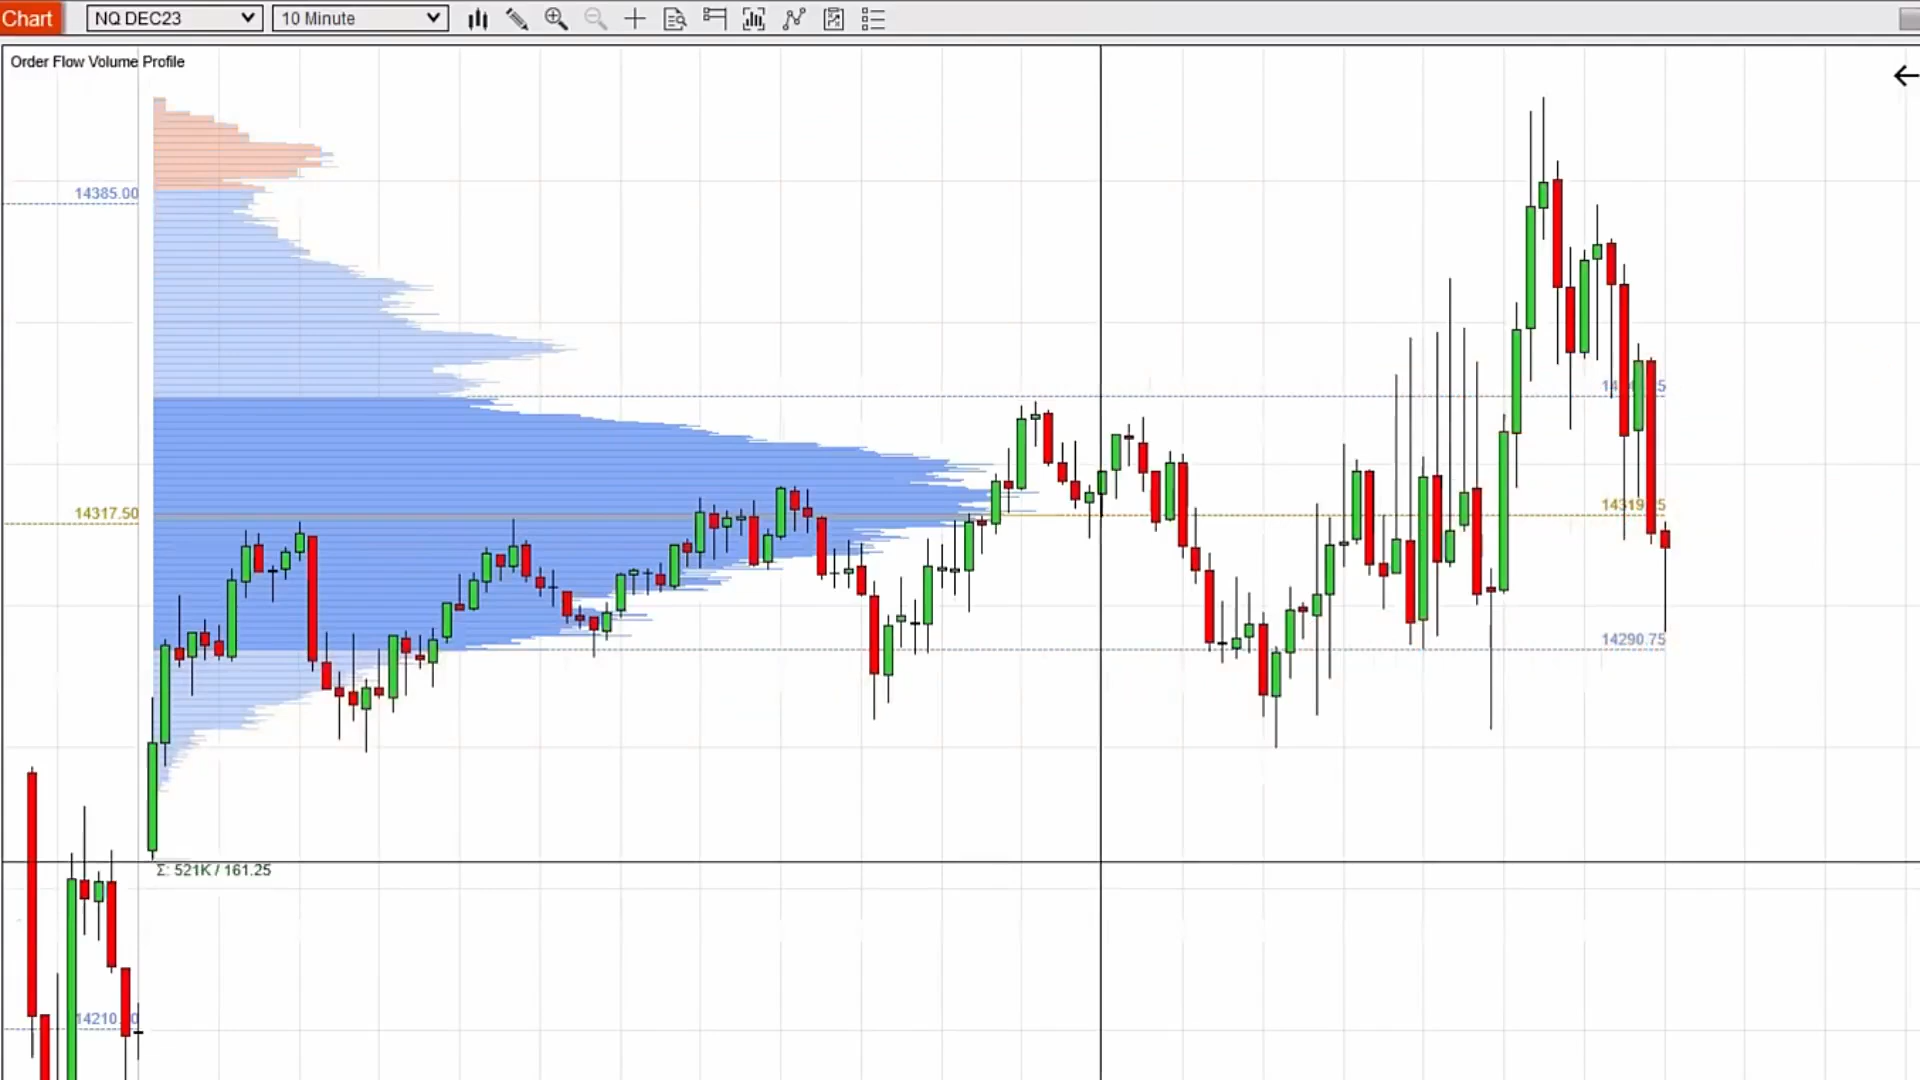 Chart NQ DEC23 10 Minute
Order Flow Volume Profile
14385.00
14317.50
14290.75
Σ: 521K / 161.25